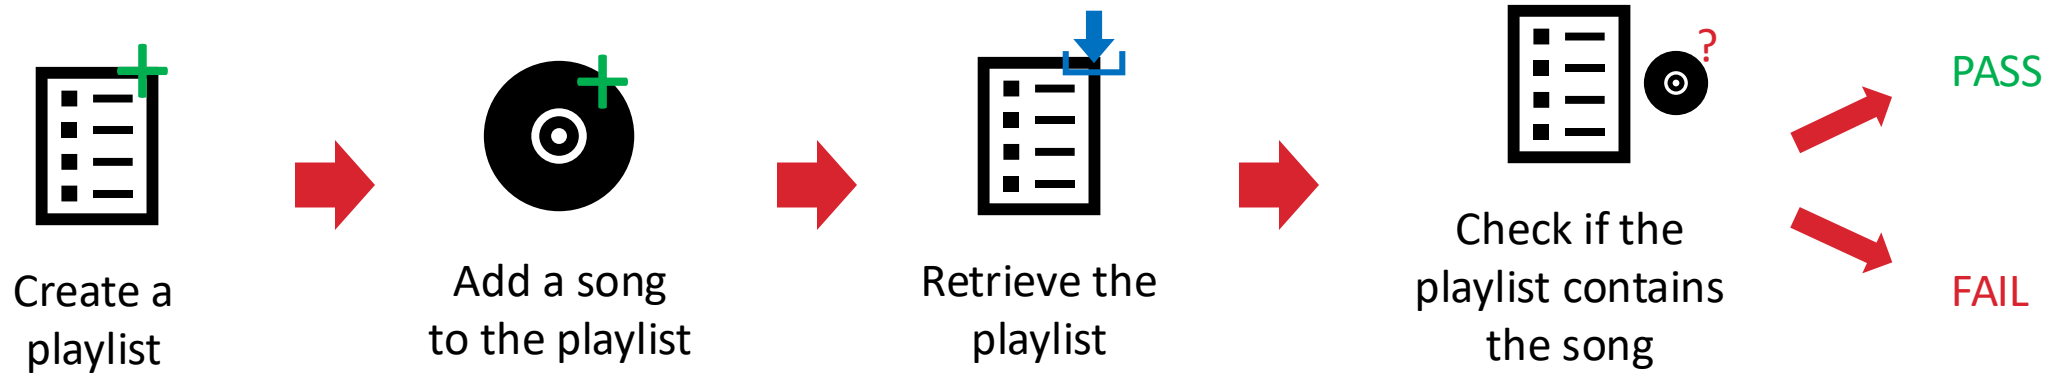 Create a
playlist
Add a song
to the playlist
Retrieve the
playlist
?
Check if the
playlist contains
the song
PASS
FAIL